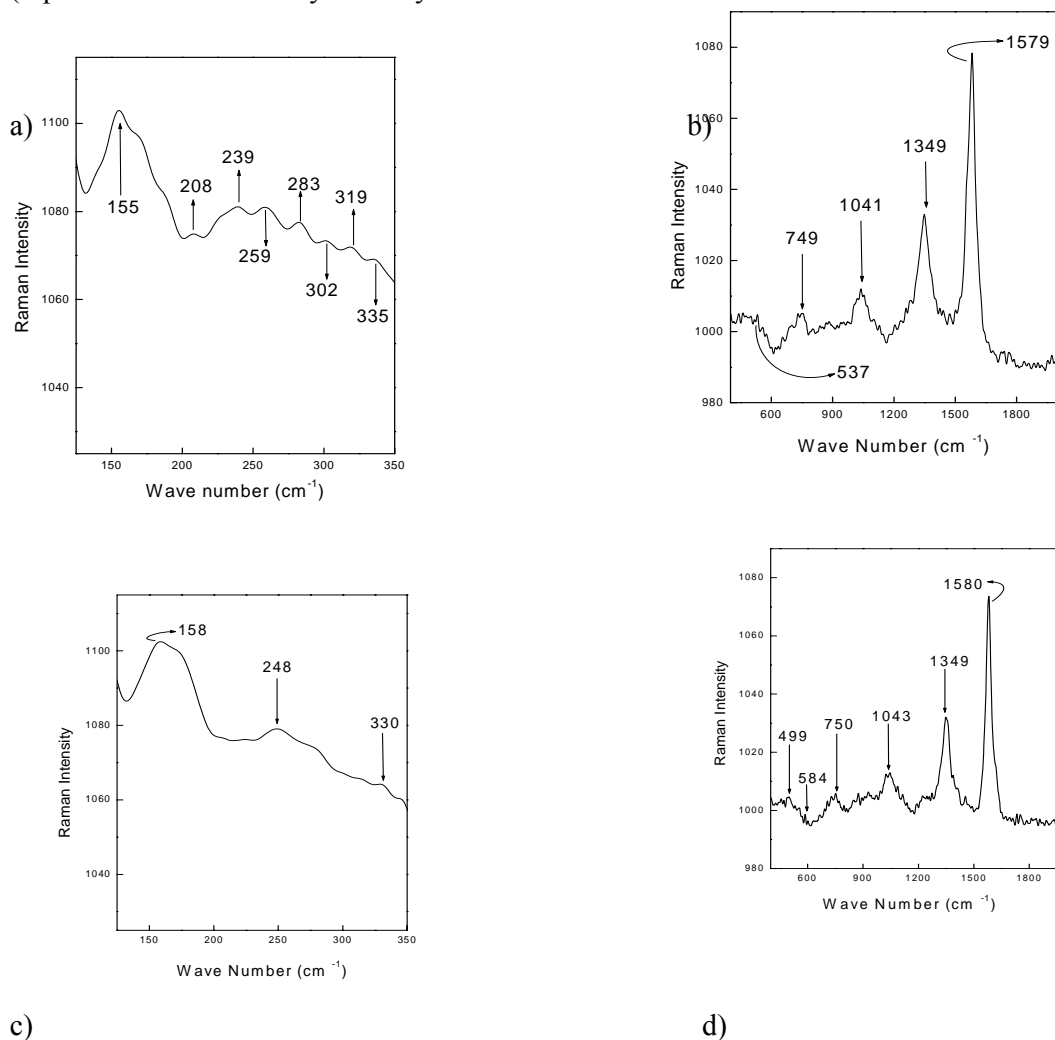 a)
1100
1080
1060
1040
Raman Intensity
155
208
239
259
283
302
319
335
150 200 250 300 350
Wave number (cm⁻¹)
b)
1080
1060
1040
1020
1000
980
Raman Intensity
1579
1349
1041
749
537
600 900 1200 1500 1800
Wave Number (cm ⁻¹)
1100
1080
1060
1040
Raman Intensity
158
248
330
150 200 250 300 350
Wave Number (cm ⁻¹)
1080
1060
1040
1020
1000
980
Raman Intensity
1580
1349
1043
750
499
584
600 900 1200 1500 1800
Wave Number (cm ⁻¹)
c)
d)